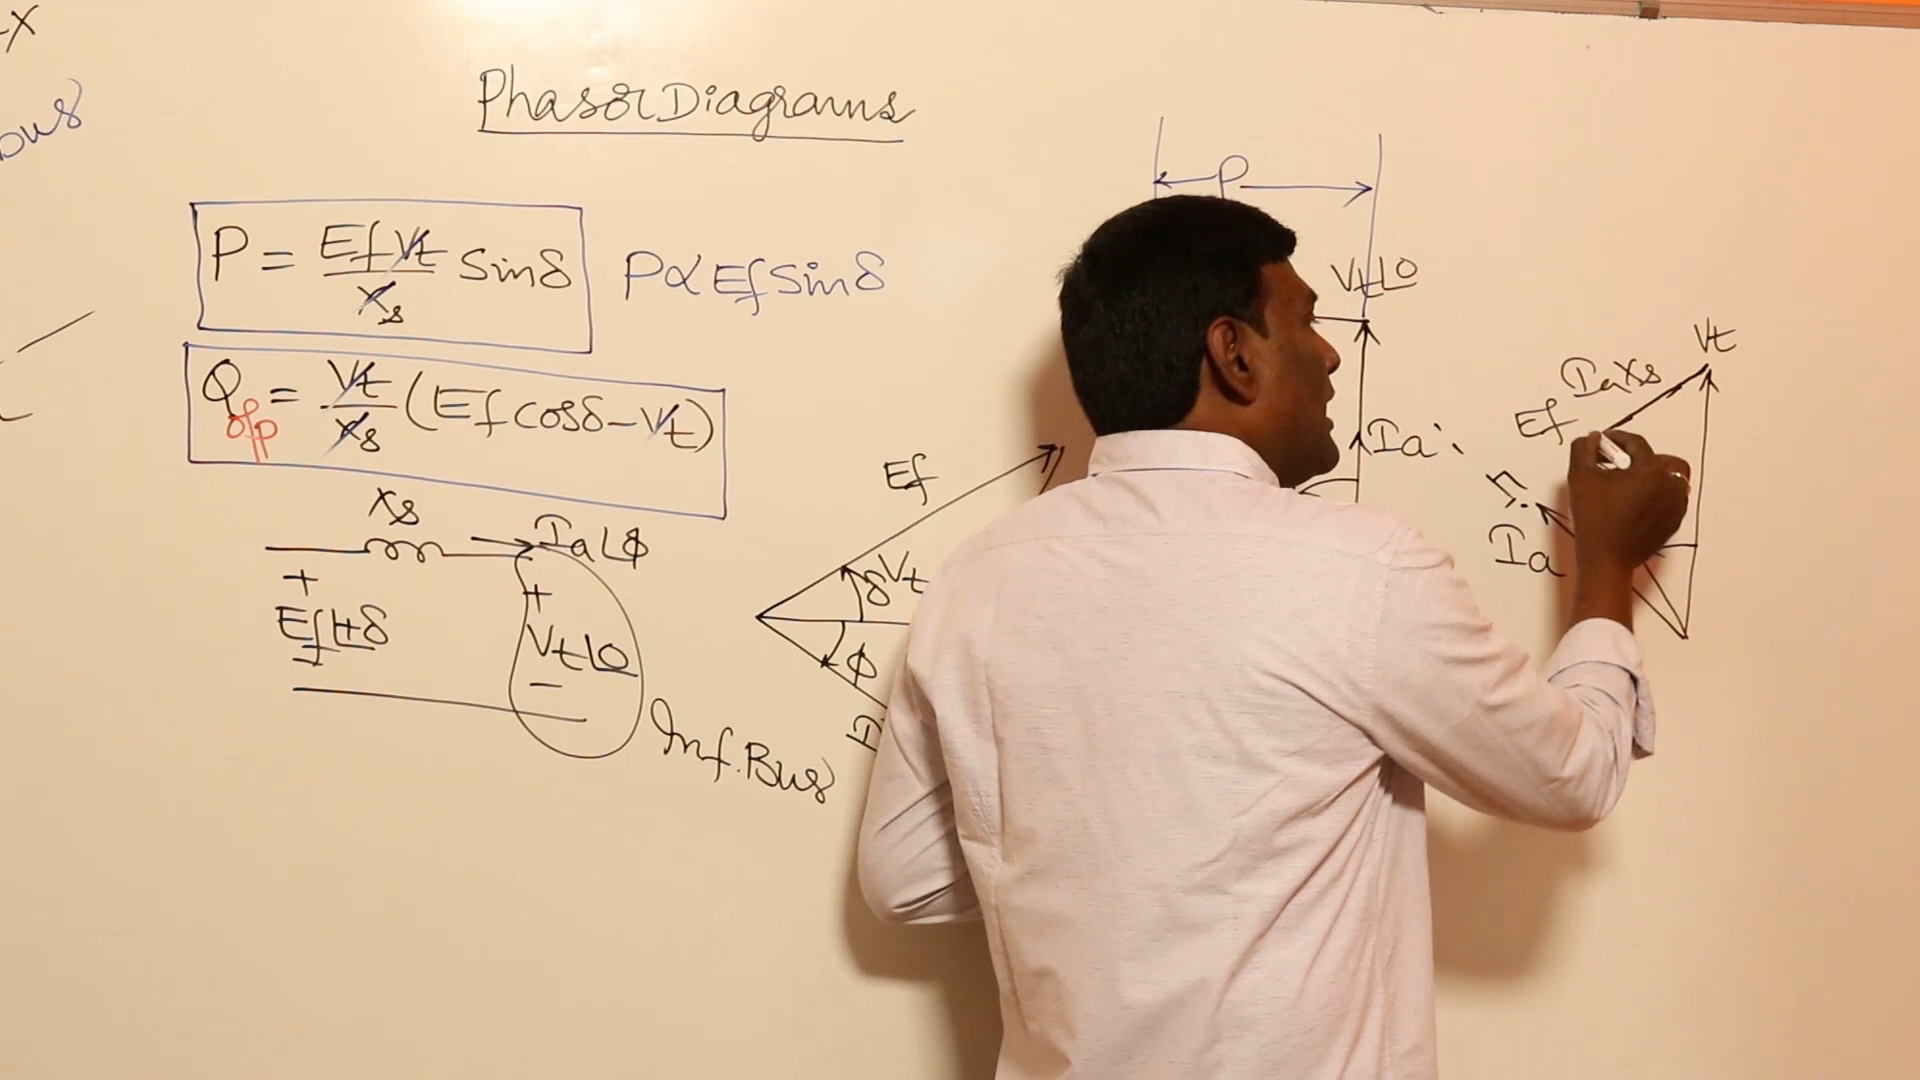 -X
bus
Phasor Diagrams
P = Ef Vt / Xs Sinδ
P ∝ Ef Sinδ
Q o/p = Vt / Xs (Ef cosδ - Vt)
Xs
Ia∠ϕ
+
Ef∠+δ
-
+
Vt∠0
-
Inf. Bus
Ef
δ
Vt
ϕ
P
Vt∠0
Ia
Vt
IaXs
Ef
Ia